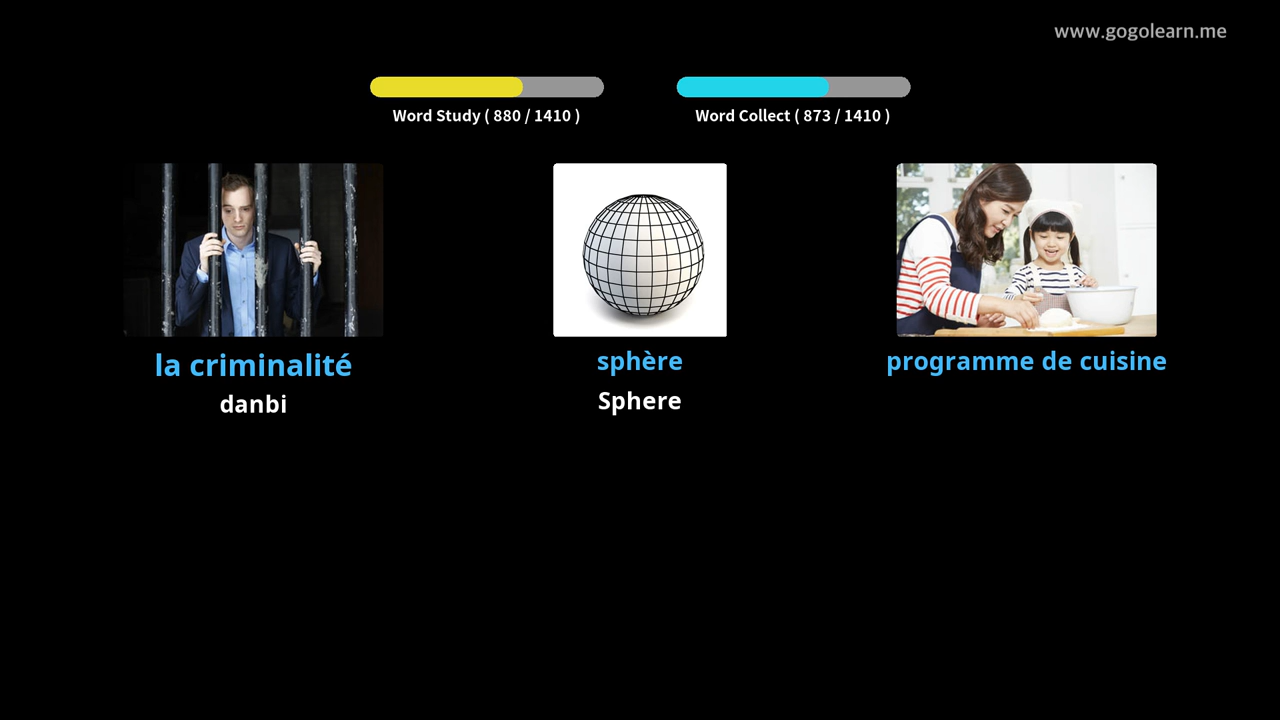 www.gogolearn.me
Word Study ( 880 / 1410 )
Word Collect ( 873 / 1410 )
la criminalité
danbi
sphère
Sphere
programme de cuisine